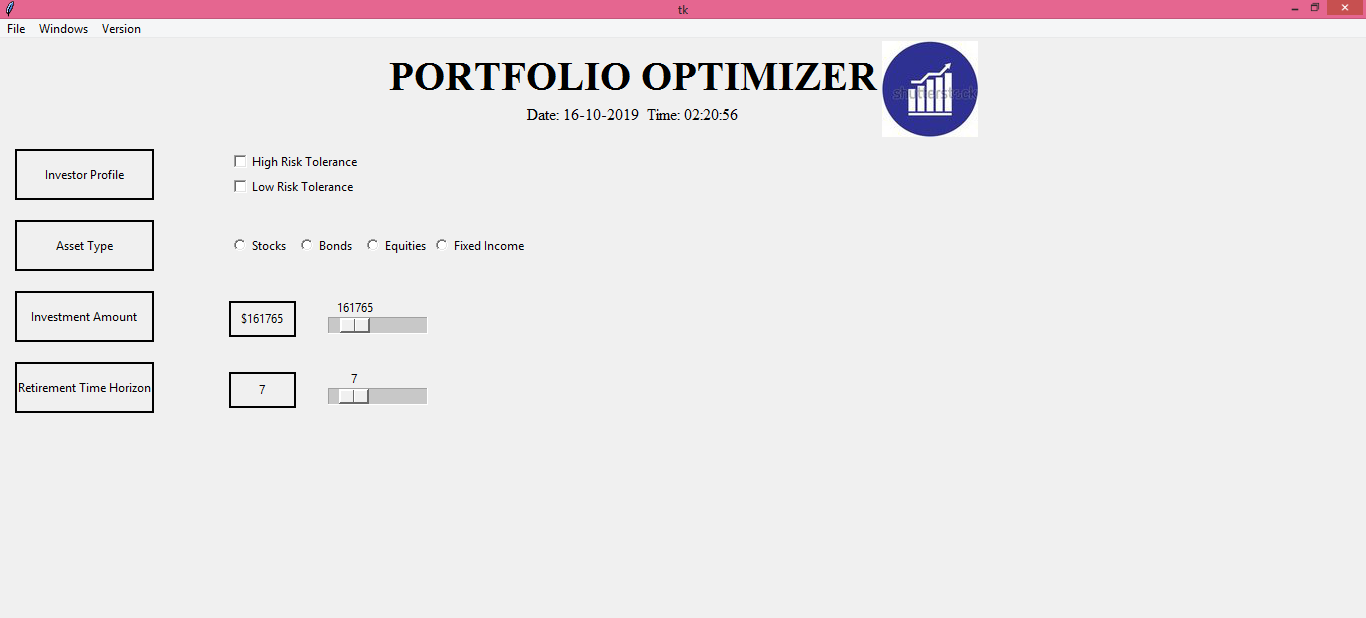 tk
File Windows Version
PORTFOLIO OPTIMIZER
shutterstock
Date: 16-10-2019 Time: 02:20:56
Investor Profile
High Risk Tolerance
Low Risk Tolerance
Asset Type
Stocks Bonds Equities Fixed Income
Investment Amount
$161765
161765
Retirement Time Horizon
7
7